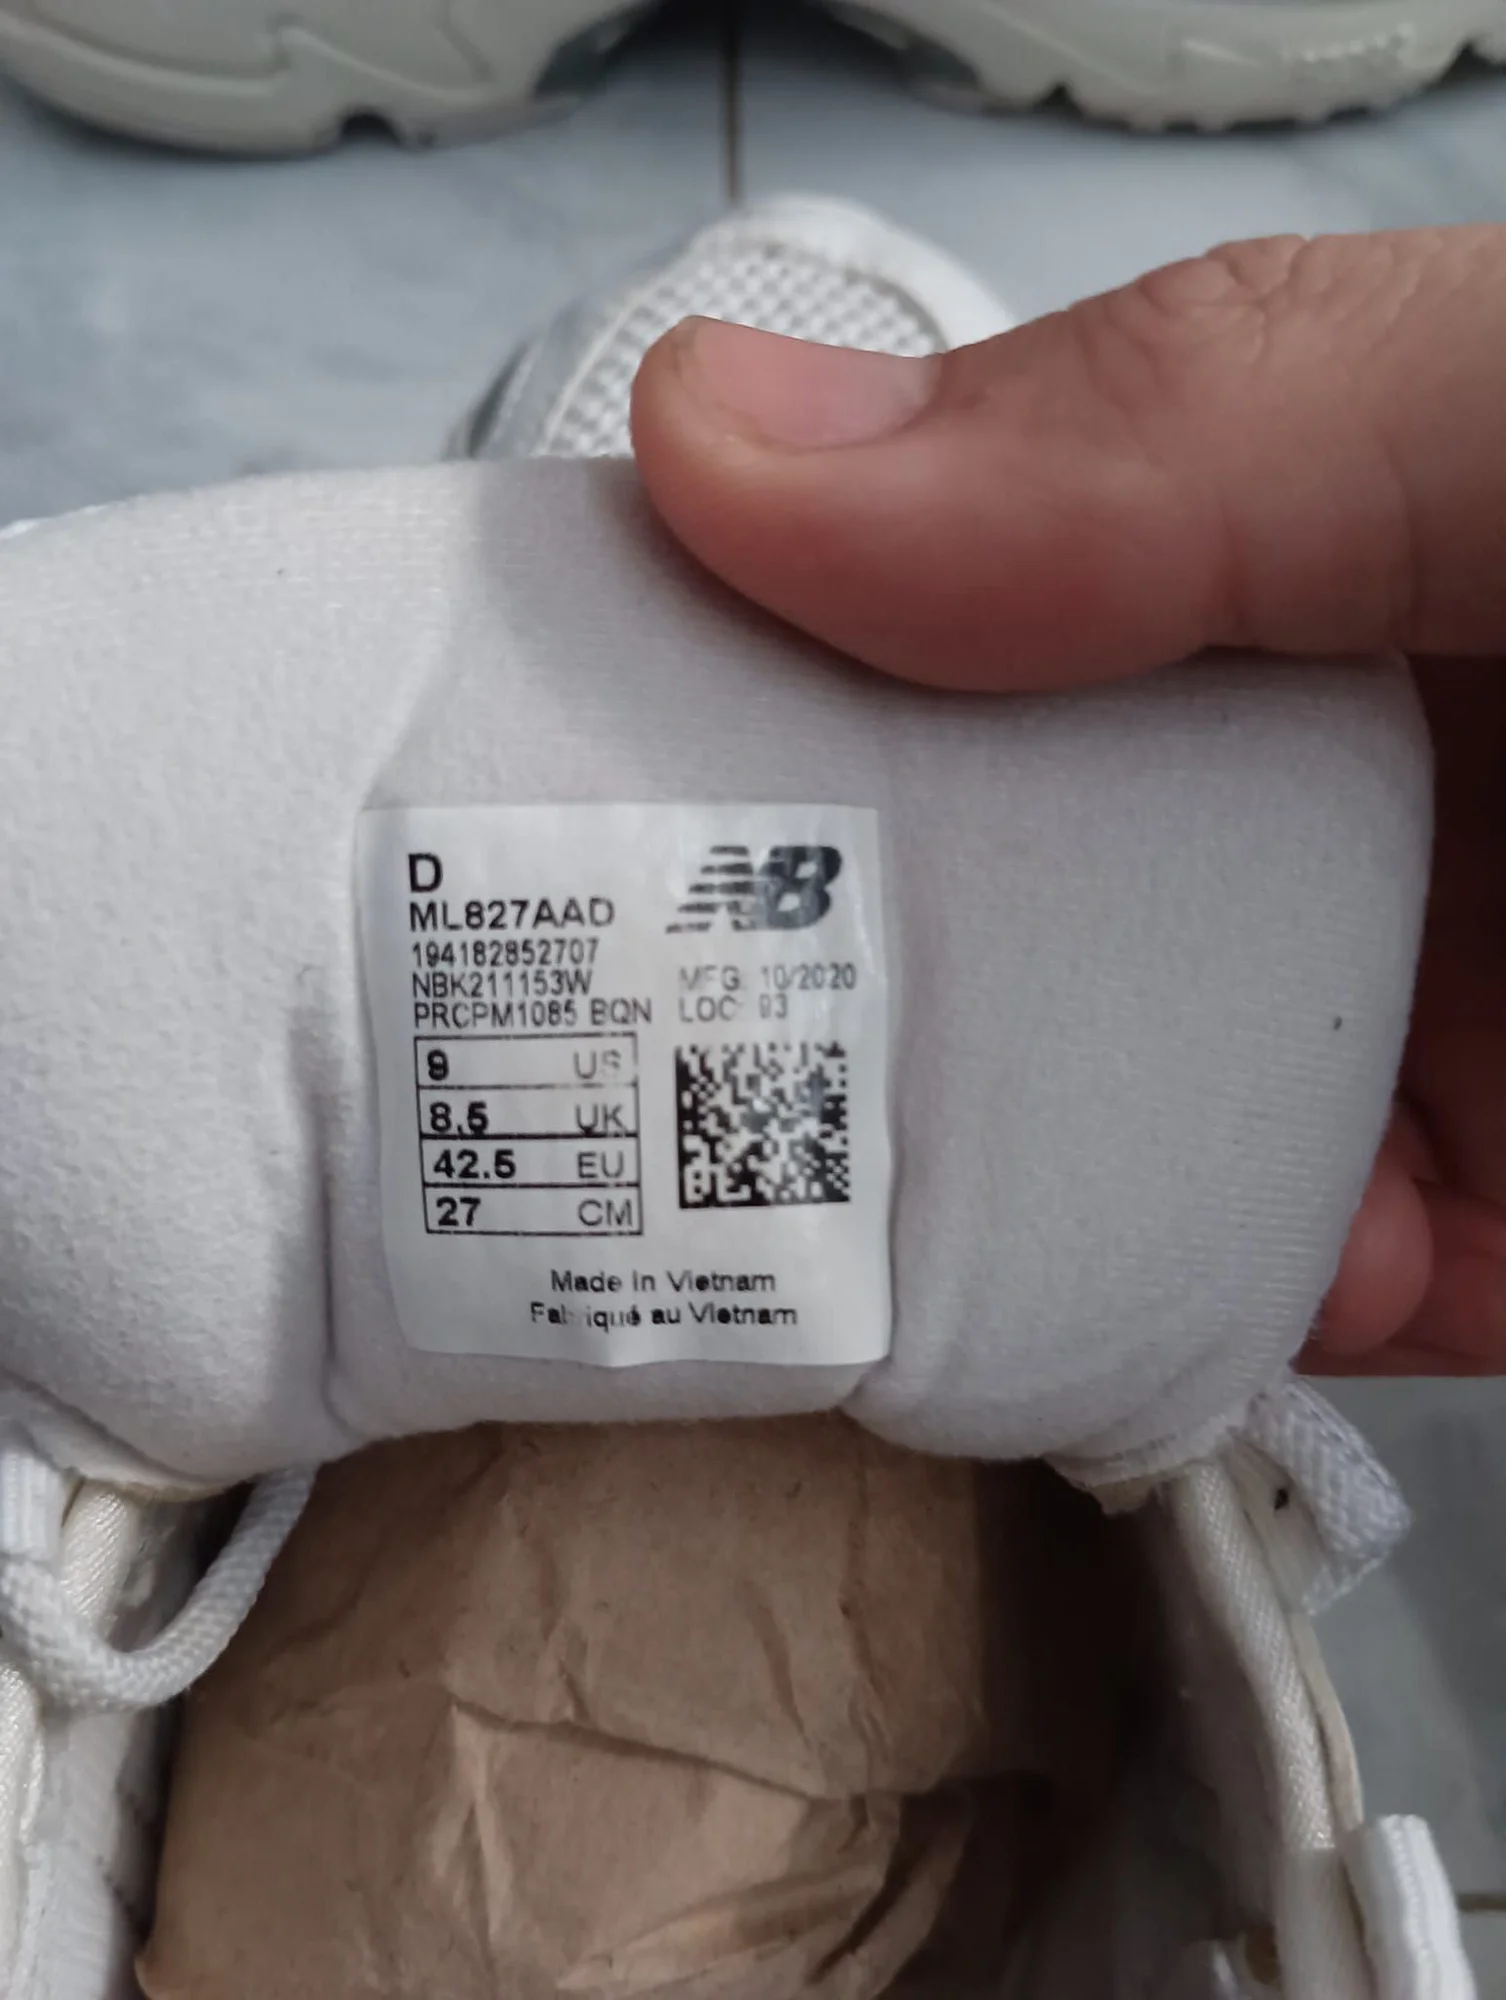 D
NB
ML827AAD
194182852707
NBK211153W
MFG: 10/2020
PRCPM1085 BQN
LOC: 93
9 US
8.5 UK
42.5 EU
27 CM
Made in Vietnam
Fabriqué au Vietnam